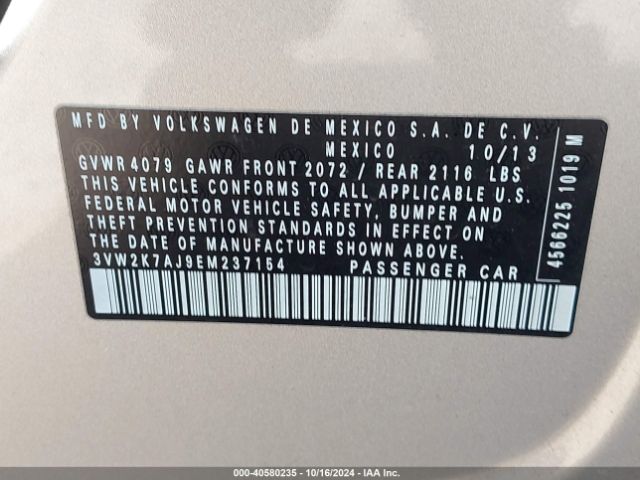 MFD BY VOLKSWAGEN DE MEXICO S.A. DE C.V.
MEXICO 10/13
GVWR 4079 GAWR FRONT 2072 / REAR 2116 LBS
THIS VEHICLE CONFORMS TO ALL APPLICABLE U.S.
FEDERAL MOTOR VEHICLE SAFETY, BUMPER AND
THEFT PREVENTION STANDARDS IN EFFECT ON
THE DATE OF MANUFACTURE SHOWN ABOVE.
3VW2K7AJ9EM237154 PASSENGER CAR
4566225 1019 M
000-40580235 - 10/16/2024 - IAA Inc.